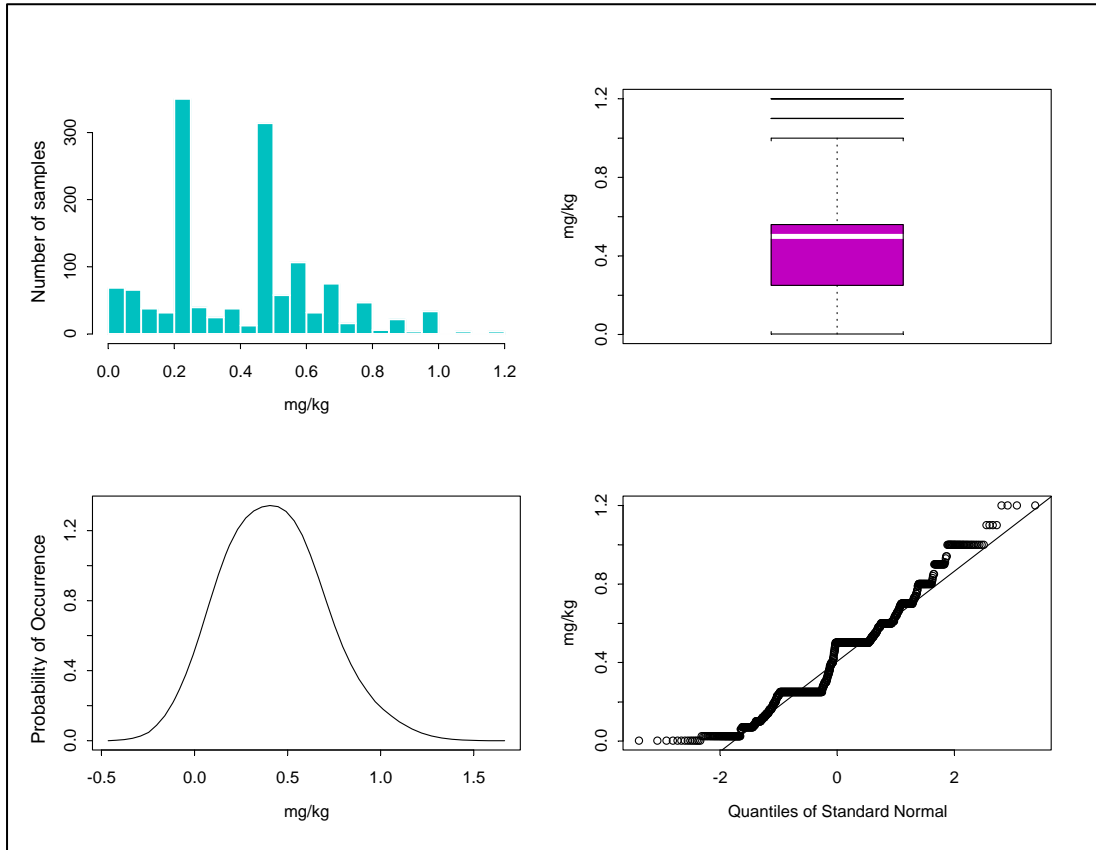 Number of samples
0
100
200
300
0.0 0.2 0.4 0.6 0.8 1.0 1.2
mg/kg
mg/kg
0.0
0.4
0.8
1.2
Probability of Occurrence
0.0
0.4
0.8
1.2
-0.5 0.0 0.5 1.0 1.5
mg/kg
mg/kg
0.0
0.4
0.8
1.2
-2 0 2
Quantiles of Standard Normal